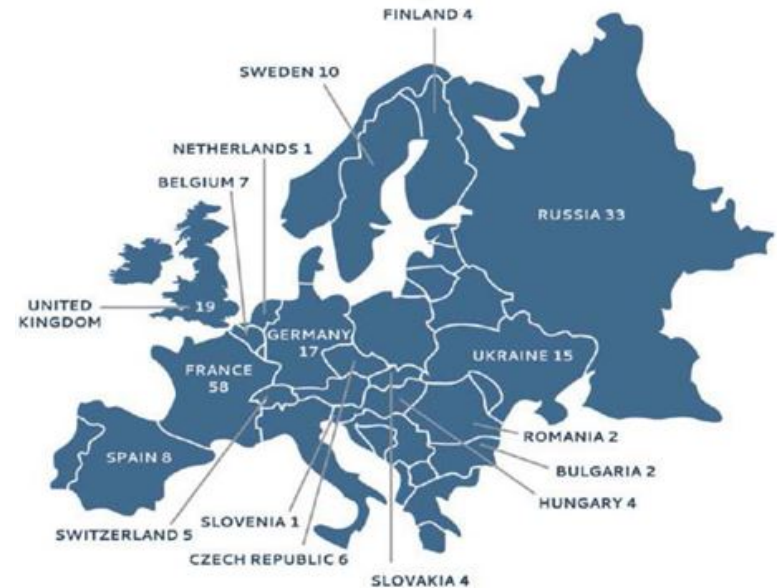 FINLAND 4
SWEDEN 10
NETHERLANDS 1
BELGIUM 7
RUSSIA 33
UNITED
KINGDOM
19
GERMANY
17
UKRAINE 15
FRANCE
58
ROMANIA 2
SPAIN 8
BULGARIA 2
HUNGARY 4
SLOVENIA 1
SWITZERLAND 5
CZECH REPUBLIC 6
SLOVAKIA 4